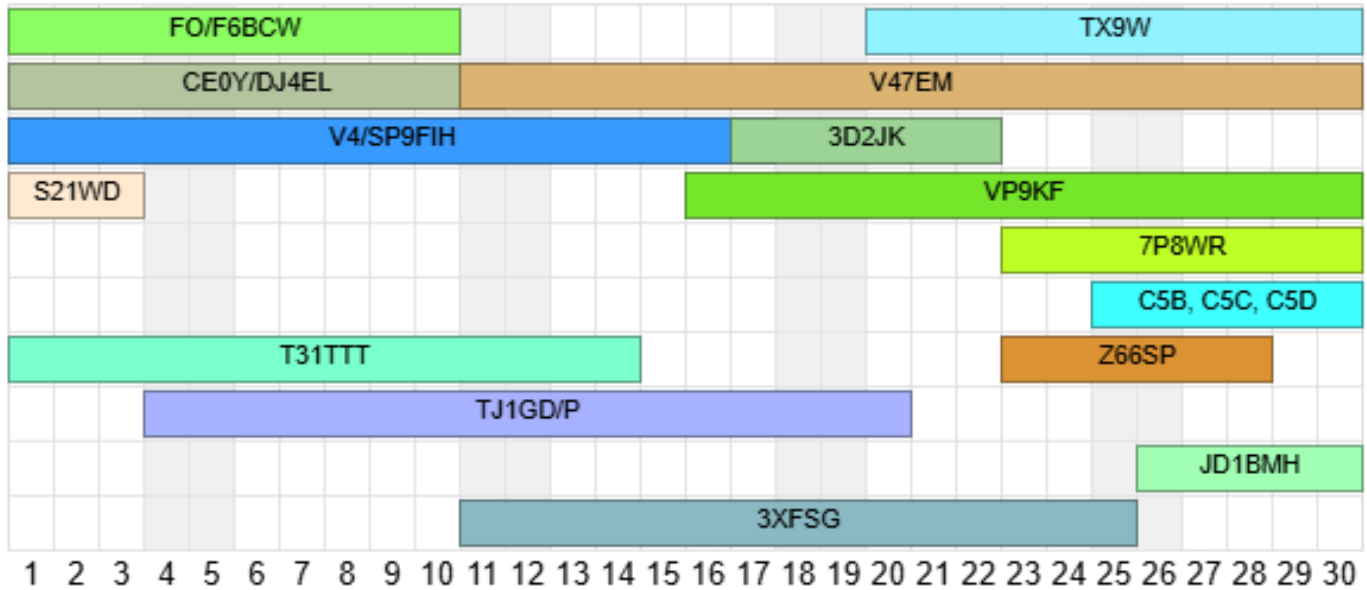 FO/F6BCW TX9W
CE0Y/DJ4EL V47EM
V4/SP9FIH 3D2JK
S21WD VP9KF
7P8WR
C5B, C5C, C5D
T31TTT Z66SP
TJ1GD/P
JD1BMH
3XFSG
1 2 3 4 5 6 7 8 9 10 11 12 13 14 15 16 17 18 19 20 21 22 23 24 25 26 27 28 29 30